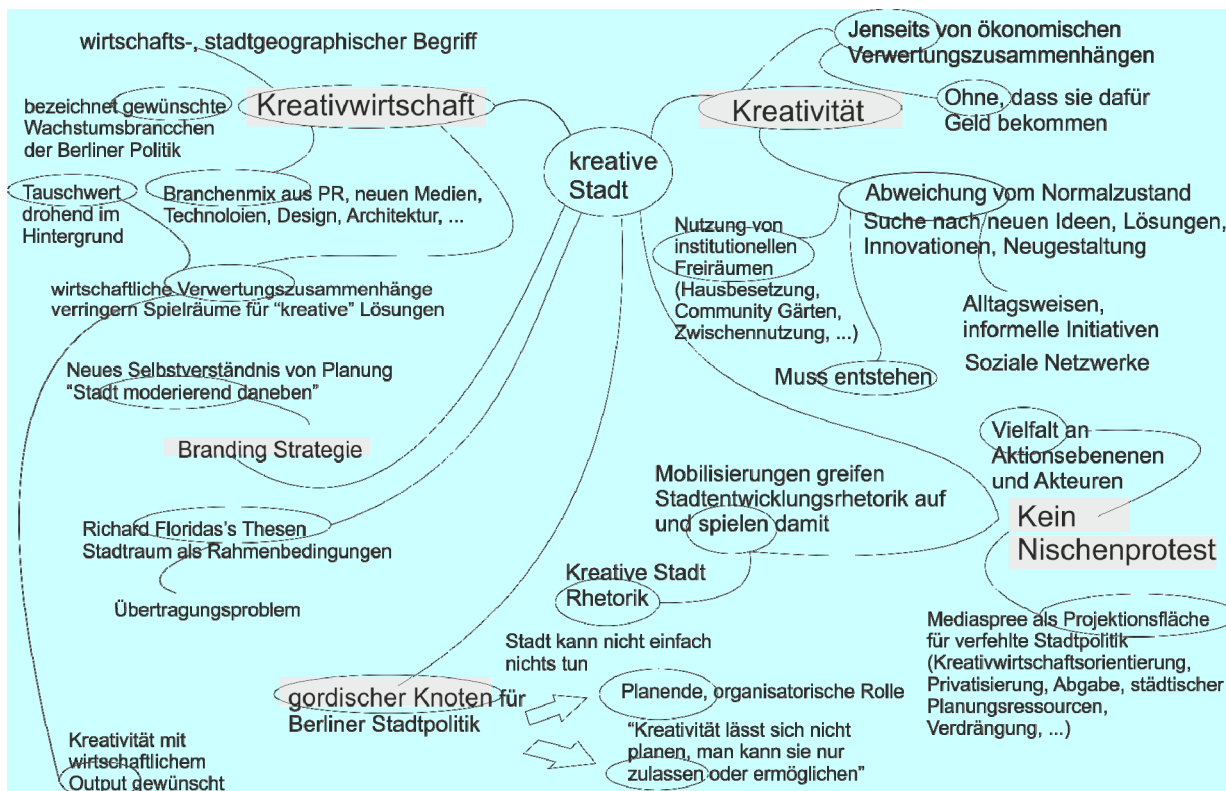 wirtschafts-, stadtgeographischer Begriff
Kreativwirtschaft
bezeichnet gewünschte
Wachstumsbrancchen
der Berliner Politik
Tauschwert
drohend im
Hintergrund
Branchenmix aus PR, neuen Medien,
Technoloien, Design, Architektur, ...
wirtschaftliche Verwertungszusammenhänge
verringern Spielräume für “kreative” Lösungen
Neues Selbstverständnis von Planung
“Stadt moderierend daneben”
Branding Strategie
Richard Floridas's Thesen
Stadtraum als Rahmenbedingungen
Übertragungsproblem
gordischer Knoten für
Berliner Stadtpolitik
Kreativität mit
wirtschaftlichem
Output gewünscht
kreative
Stadt
Jenseits von ökonomischen
Verwertungszusammenhängen
Kreativität
Ohne, dass sie dafür
Geld bekommen
Abweichung vom Normalzustand
Suche nach neuen Ideen, Lösungen,
Innovationen, Neugestaltung
Nutzung von
institutionellen
Freiräumen
(Hausbesetzung,
Community Gärten,
Zwischennutzung, ...)
Alltagsweisen,
informelle Initiativen
Soziale Netzwerke
Muss entstehen
Vielfalt an
Aktionsebenenen
und Akteuren
Mobilisierungen greifen
Stadtentwicklungsrhetorik auf
und spielen damit
Kein
Nischenprotest
Kreative Stadt
Rhetorik
Mediaspree als Projektionsfläche
für verfehlte Stadtpolitik
(Kreativwirtschaftsorientierung,
Privatisierung, Abgabe, städtischer
Planungsressourcen,
Verdrängung, ...)
Stadt kann nicht einfach
nichts tun
Planende, organisatorische Rolle
“Kreativität lässt sich nicht
planen, man kann sie nur
zulassen oder ermöglichen”